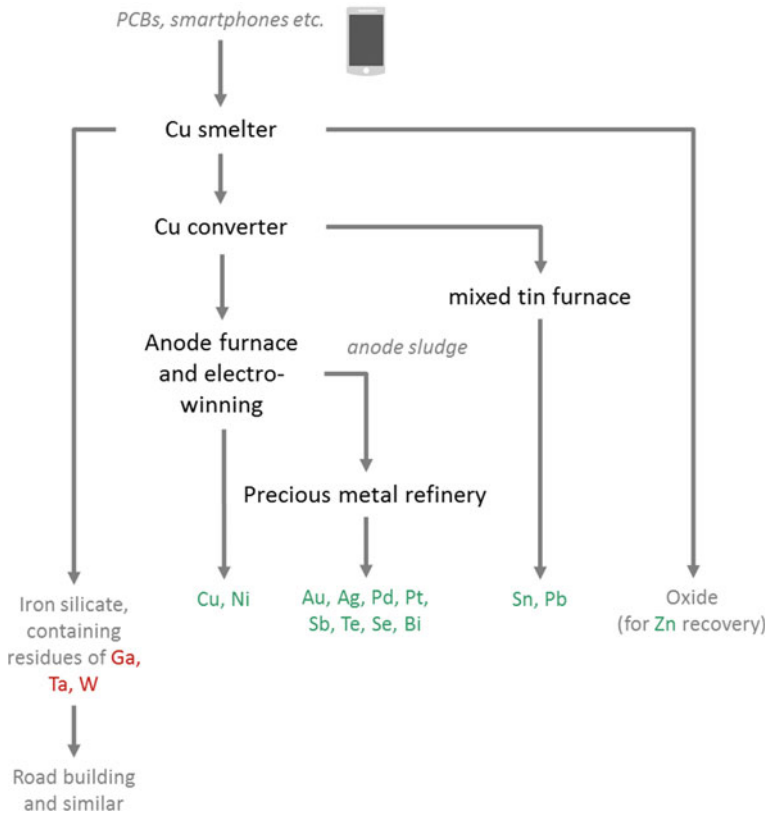 PCBs, smartphones etc.
Cu smelter
Cu converter
mixed tin furnace
Anode furnace
and electro-
winning
anode sludge
Precious metal refinery
Iron silicate,
containing
residues of Ga,
Ta, W
Cu, Ni
Au, Ag, Pd, Pt,
Sb, Te, Se, Bi
Sn, Pb
Oxide
(for Zn recovery)
Road building
and similar